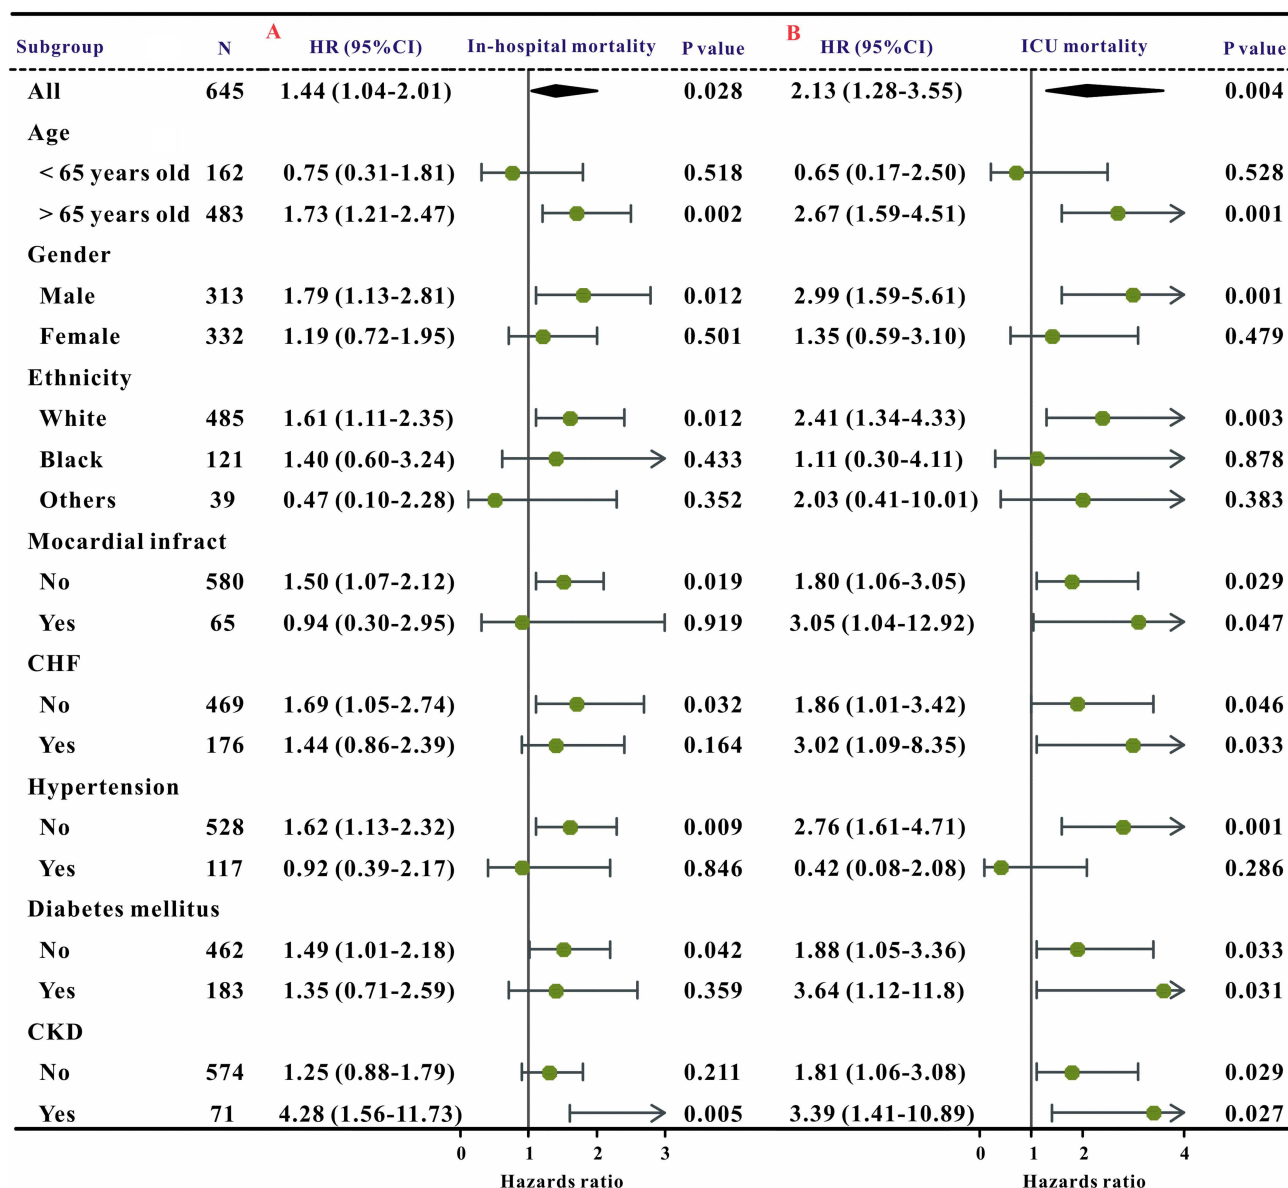 A B
Subgroup N HR (95%CI) In-hospital mortality P value HR (95%CI) ICU mortality P value
All 645 1.44 (1.04-2.01) 0.028 2.13 (1.28-3.55) 0.004
Age
< 65 years old 162 0.75 (0.31-1.81) 0.518 0.65 (0.17-2.50) 0.528
> 65 years old 483 1.73 (1.21-2.47) 0.002 2.67 (1.59-4.51) 0.001
Gender
Male 313 1.79 (1.13-2.81) 0.012 2.99 (1.59-5.61) 0.001
Female 332 1.19 (0.72-1.95) 0.501 1.35 (0.59-3.10) 0.479
Ethnicity
White 485 1.61 (1.11-2.35) 0.012 2.41 (1.34-4.33) 0.003
Black 121 1.40 (0.60-3.24) 0.433 1.11 (0.30-4.11) 0.878
Others 39 0.47 (0.10-2.28) 0.352 2.03 (0.41-10.01) 0.383
Mocardial infract
No 580 1.50 (1.07-2.12) 0.019 1.80 (1.06-3.05) 0.029
Yes 65 0.94 (0.30-2.95) 0.919 3.05 (1.04-12.92) 0.047
CHF
No 469 1.69 (1.05-2.74) 0.032 1.86 (1.01-3.42) 0.046
Yes 176 1.44 (0.86-2.39) 0.164 3.02 (1.09-8.35) 0.033
Hypertension
No 528 1.62 (1.13-2.32) 0.009 2.76 (1.61-4.71) 0.001
Yes 117 0.92 (0.39-2.17) 0.846 0.42 (0.08-2.08) 0.286
Diabetes mellitus
No 462 1.49 (1.01-2.18) 0.042 1.88 (1.05-3.36) 0.033
Yes 183 1.35 (0.71-2.59) 0.359 3.64 (1.12-11.8) 0.031
CKD
No 574 1.25 (0.88-1.79) 0.211 1.81 (1.06-3.08) 0.029
Yes 71 4.28 (1.56-11.73) 0.005 3.39 (1.41-10.89) 0.027
0 1 2 3 0 1 2 4
Hazards ratio Hazards ratio